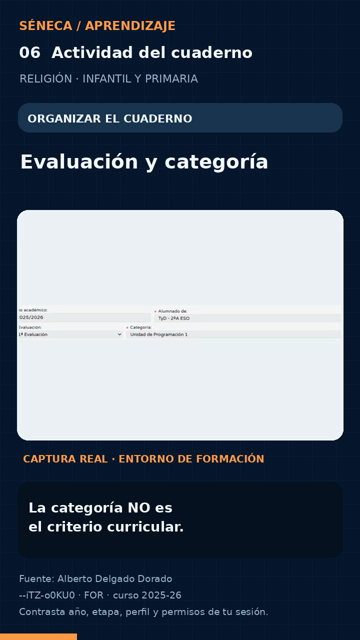 SÉNECA / APRENDIZAJE
06 Actividad del cuaderno
RELIGIÓN · INFANTIL Y PRIMARIA
ORGANIZAR EL CUADERNO
Evaluación y categoría
o académico:
025/2026
Alumnado de
TyD - 2ºA ESO
valuación:
1ª Evaluación
Categoría:
Unidad de Programación 1
CAPTURA REAL · ENTORNO DE FORMACIÓN
La categoría NO es
el criterio curricular.
Fuente: Alberto Delgado Dorado
--iTZ-o0KU0 · FOR · curso 2025-26
Contrasta año, etapa, perfil y permisos de tu sesión.